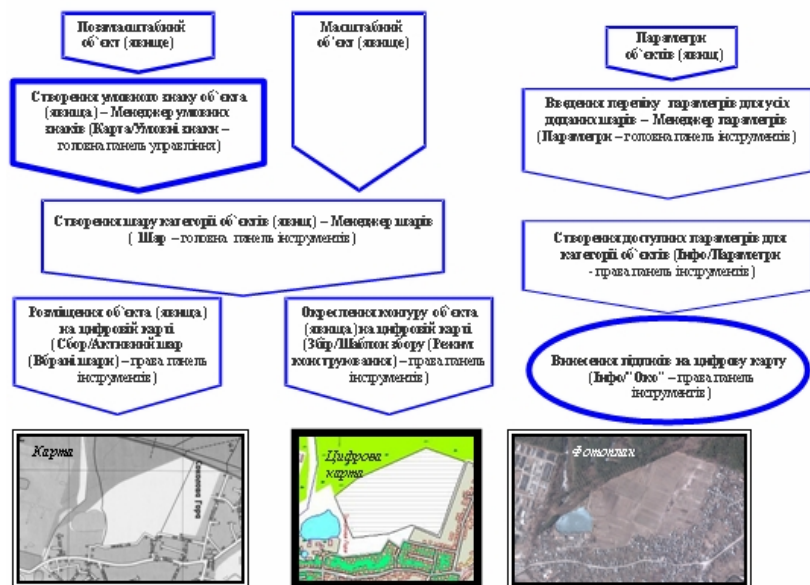 Позамасштабний
об`єкт (явище)
Масштабний
об`єкт (явище)
Параметри
об`єктів (явищ)
Створення умовного знаку об`єкта
(явища) – Менеджер умовних
знаків (Карта/Умовні знаки –
головна панель управління)
Введення переліку параметрів для усіх
доданих шарів – Менеджер параметрів
(Параметри – головна панель інструментів)
Створення шару категорії об`єктів (явищ) – Менеджер шарів
( Шар – головна панель інструментів)
Створення доступних параметрів для
категорії об`єктів (Інфо/Параметри
- права панель інструментів)
Розміщення об`єкта (явища)
на цифровій карті
(Сбор/Активний шар
(Вбрані шари) – права панель
інструментів)
Окреслення контуру об`єкта
(явища) на цифровій карті
(Збір/Шаблон збору (Режим
конструювання) – права панель
інструментів)
Винесення підписів на цифрову карту
(Інфо/"Око" – права панель
інструментів)
Карта
Цифрова
карта
Фотоплан